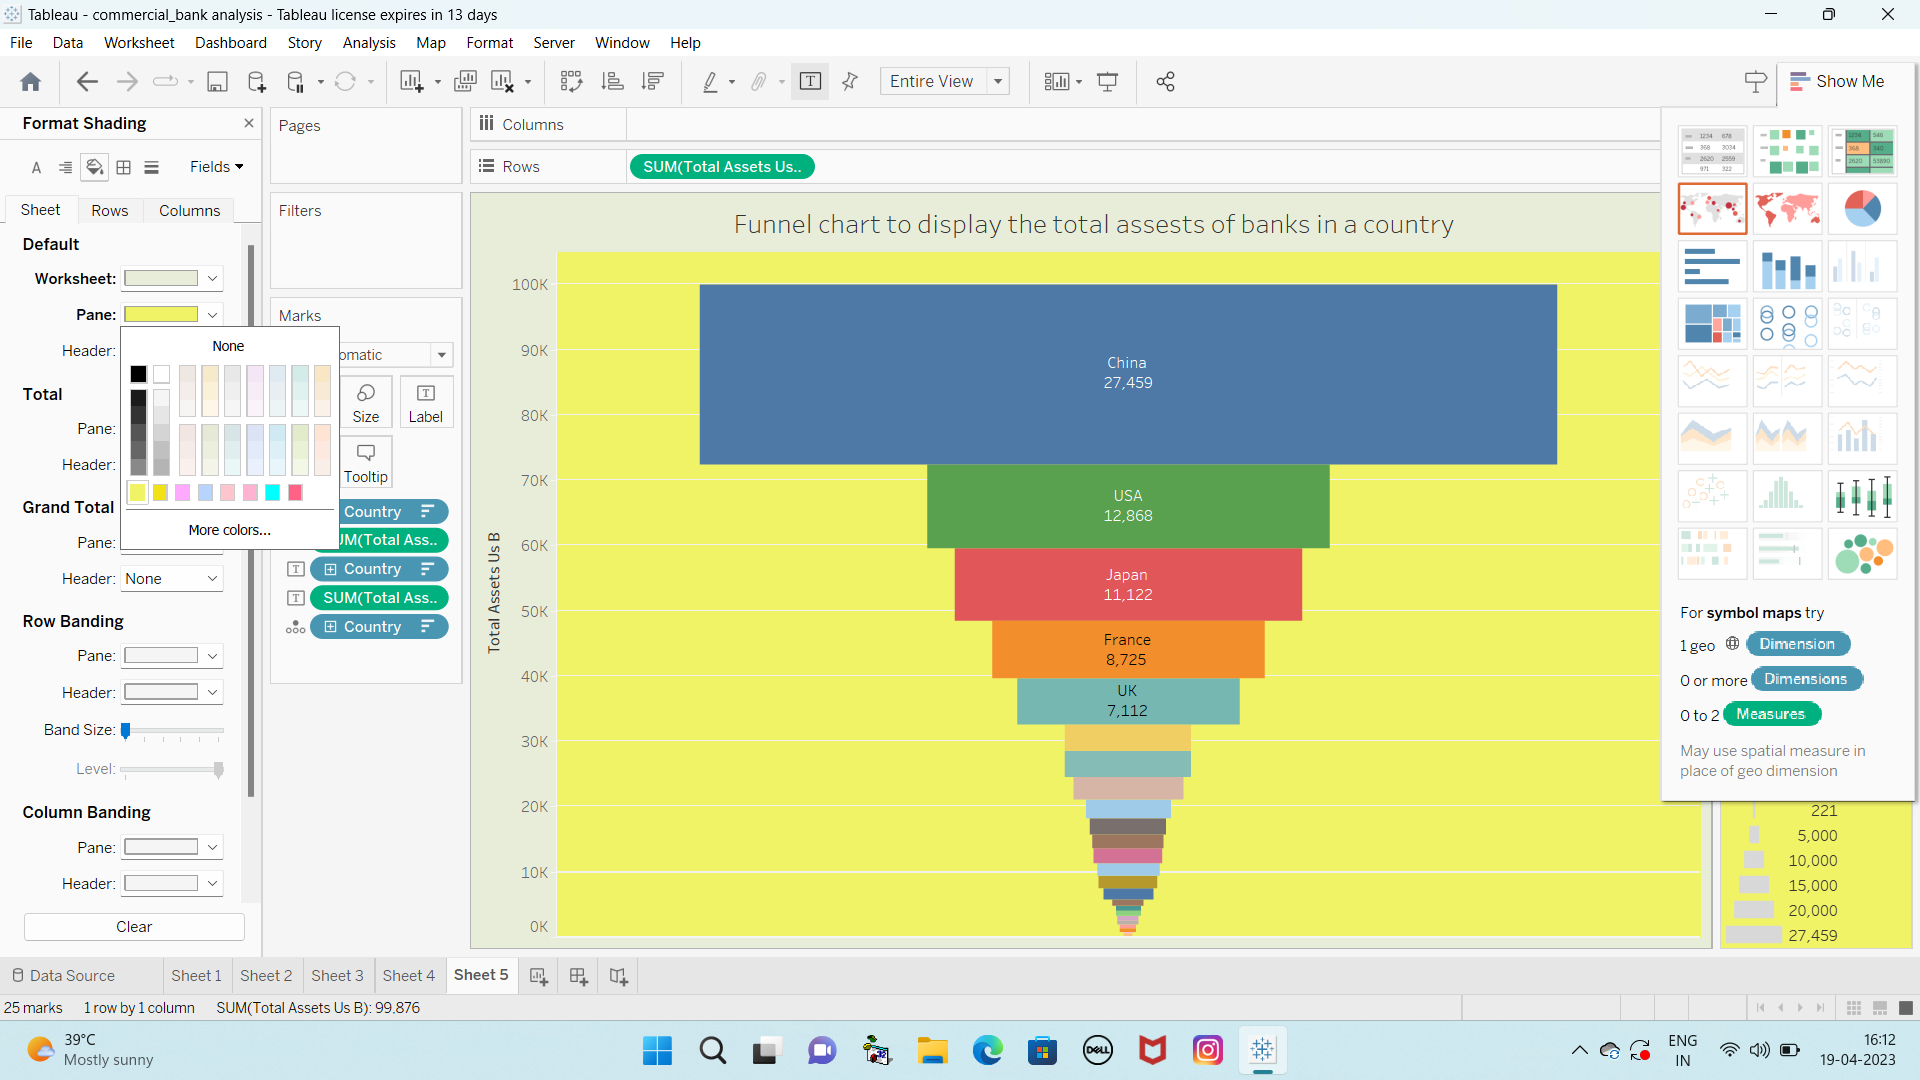 Tableau - commercial_bank analysis - Tableau license expires in 13 days
File Data Worksheet Dashboard Story Analysis Map Format Server Window Help
Entire View
Show Me
Format Shading
Fields
Sheet Rows Columns
Default
Worksheet:
Pane:
Header:
None
More colors...
Total
Pane:
Header:
Grand Total
Pane:
Header: None
Row Banding
Pane:
Header:
Band Size:
Level:
Column Banding
Pane:
Header:
Clear
Pages
Filters
Marks
omatic
Size
Label
Tooltip
Country
UM(Total Ass..
Country
SUM(Total Ass..
Country
Columns
Rows
SUM(Total Assets Us..
Funnel chart to display the total assests of banks in a country
Total Assets Us B
100K
90K
80K
70K
60K
50K
40K
30K
20K
10K
0K
China
27,459
USA
12,868
Japan
11,122
France
8,725
UK
7,112
For symbol maps try
1 geo Dimension
0 or more Dimensions
0 to 2 Measures
May use spatial measure in
place of geo dimension
221
5,000
10,000
15,000
20,000
27,459
Data Source
Sheet 1
Sheet 2
Sheet 3
Sheet 4
Sheet 5
25 marks
1 row by 1 column
SUM(Total Assets Us B): 99,876
39°C
Mostly sunny
DELL
ENG
IN
16:12
19-04-2023